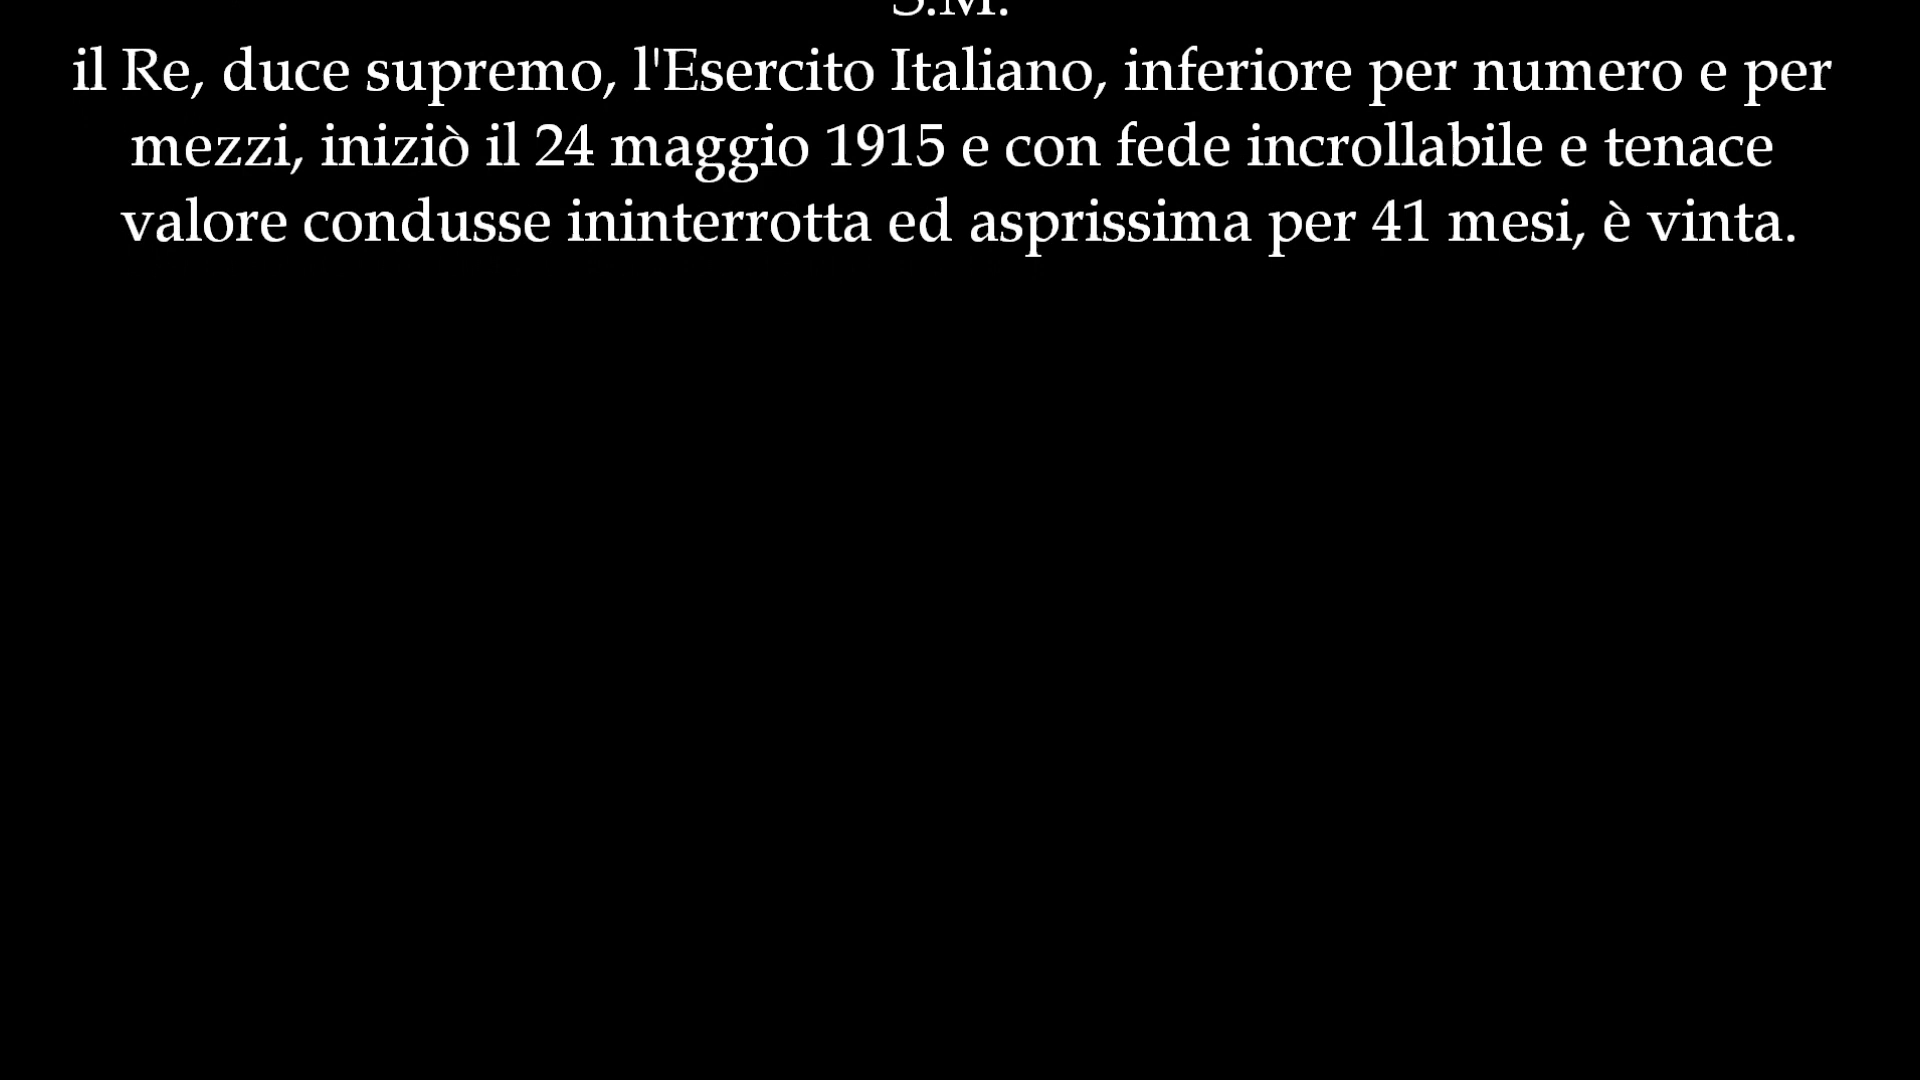 S.M.
il Re, duce supremo, l'Esercito Italiano, inferiore per numero e per
mezzi, iniziò il 24 maggio 1915 e con fede incrollabile e tenace
valore condusse ininterrotta ed asprissima per 41 mesi, è vinta.